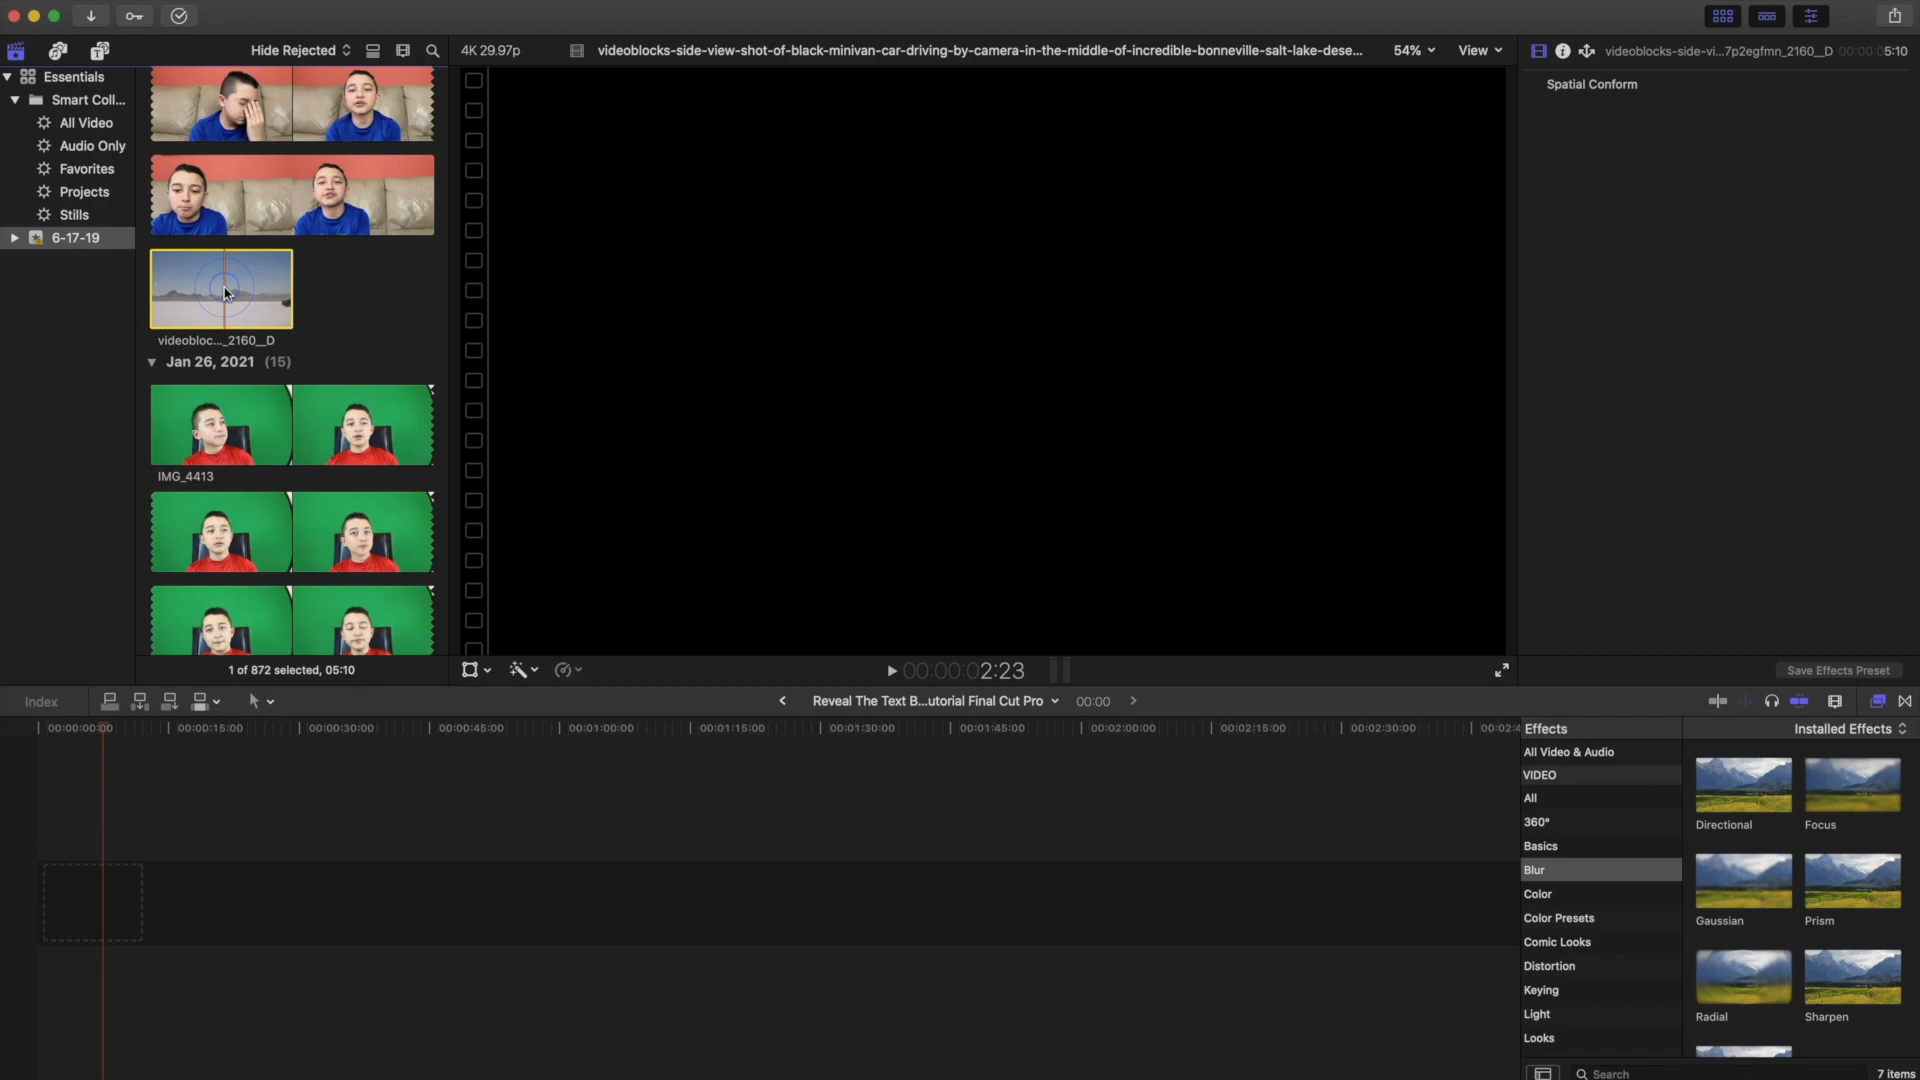 Hide Rejected
4K 29.97p
videoblocks-side-view-shot-of-black-minivan-car-driving-by-camera-in-the-middle-of-incredible-bonneville-salt-lake-dese...
54%
View
videoblocks-side-vi...7p2egfmn_2160__D
00:00:05:10
Essentials
Smart Coll...
All Video
Audio Only
Favorites
Projects
Stills
6-17-19
videobloc..._2160__D
Jan 26, 2021 (15)
IMG_4413
1 of 872 selected, 05:10
00:00:02:23
Spatial Conform
Save Effects Preset
Index
Reveal The Text B...utorial Final Cut Pro
00:00
00:00:00:00
00:00:15:00
00:00:30:00
00:00:45:00
00:01:00:00
00:01:15:00
00:01:30:00
00:01:45:00
00:02:00:00
00:02:15:00
00:02:30:00
00:02:4
Effects
Installed Effects
All Video & Audio
VIDEO
All
360°
Basics
Blur
Color
Color Presets
Comic Looks
Distortion
Keying
Light
Looks
Directional
Focus
Gaussian
Prism
Radial
Sharpen
Search
7 items